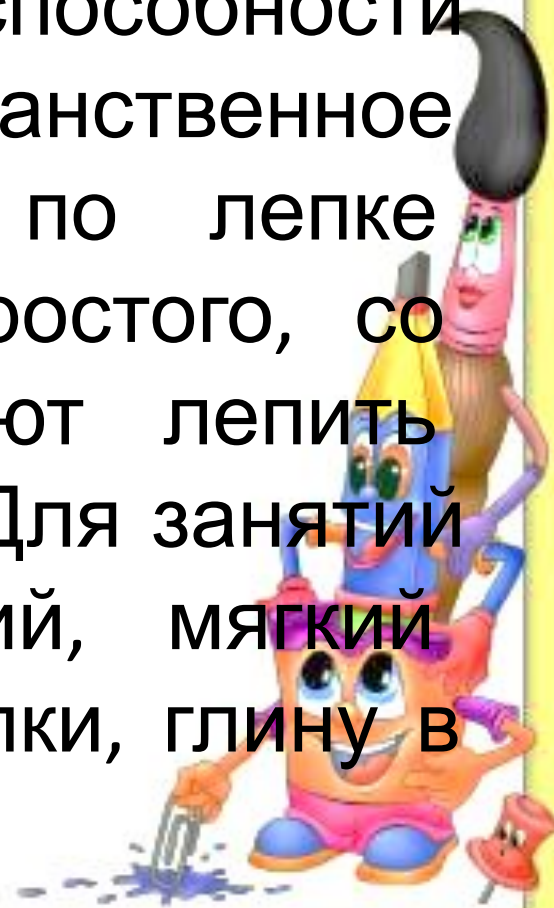 способности
анственное
по лепке
ростого, со
ют лепить
Для занятий
ий, мягкий
лки, глину в